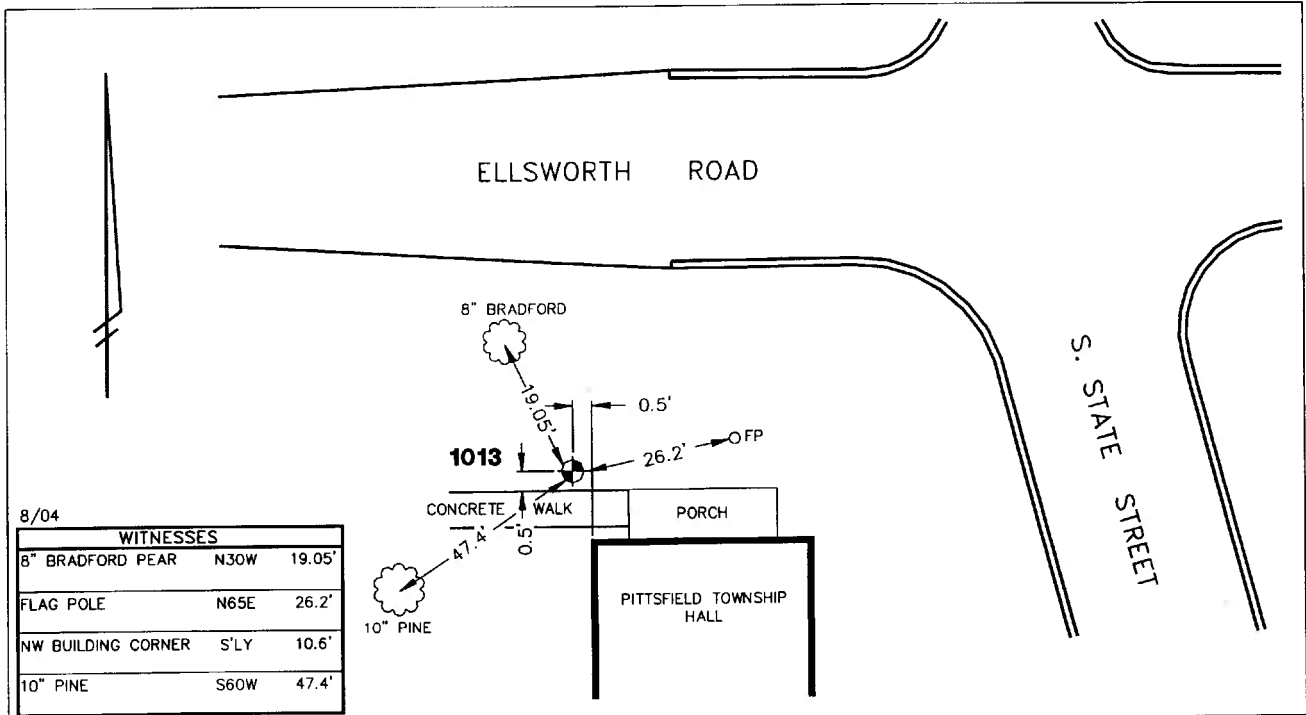 ELLSWORTH ROAD
8" BRADFORD
19.05'
0.5'
26.2'
FP
1013
CONCRETE WALK
PORCH
0.5'
47.4'
10" PINE
PITTSFIELD TOWNSHIP
HALL
S. STATE STREET
8/04
WITNESSES
8" BRADFORD PEAR N30W 19.05'
FLAG POLE N65E 26.2'
NW BUILDING CORNER S'LY 10.6'
10" PINE S60W 47.4'